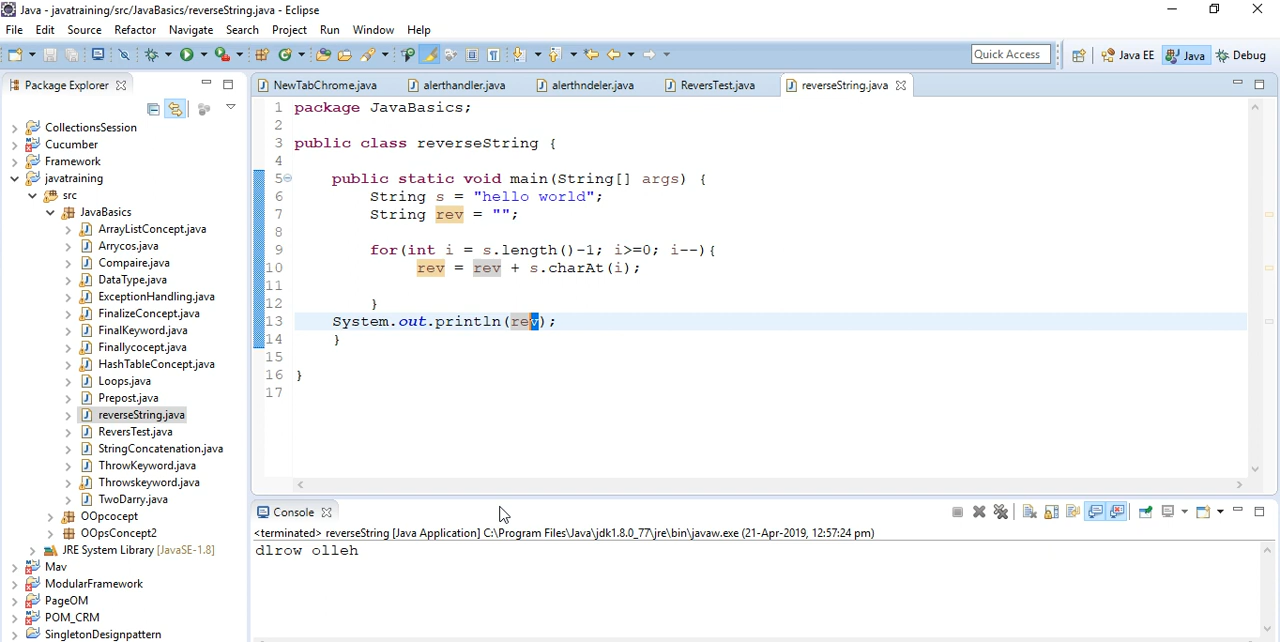 Java - javatraining/src/JavaBasics/reverseString.java - Eclipse
File Edit Source Refactor Navigate Search Project Run Window Help
Quick Access Java EE Java Debug
Package Explorer
NewTabChrome.java alerthandler.java alerthndeler.java ReversTest.java reverseString.java
CollectionsSession
Cucumber
Framework
javatraining
src
JavaBasics
ArrayListConcept.java
Arrycos.java
Compaire.java
DataType.java
ExceptionHandling.java
FinalizeConcept.java
FinalKeyword.java
Finallycocept.java
HashTableConcept.java
Loops.java
Prepost.java
reverseString.java
ReversTest.java
StringConcatenation.java
ThrowKeyword.java
Throwskeyword.java
TwoDarry.java
OOpcocept
OOpsConcept2
JRE System Library [JavaSE-1.8]
Mav
ModularFramework
PageOM
POM_CRM
SingletonDesignpattern
1 package JavaBasics;
2
3 public class reverseString {
4
5 public static void main(String[] args) {
6 String s = "hello world";
7 String rev = "";
8
9 for(int i = s.length()-1; i>=0; i--){
10 rev = rev + s.charAt(i);
11
12 }
13 System.out.println(rev);
14 }
15
16 }
17
Console
<terminated> reverseString [Java Application] C:\Program Files\Java\jdk1.8.0_77\jre\bin\javaw.exe (21-Apr-2019, 12:57:24 pm)
dlrow olleh